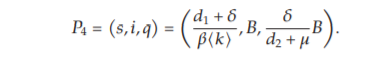 P₄ = (s, i, q) = ( (d₁ + δ) / (β⟨k⟩), B, (δ / (d₂ + μ)) B ).